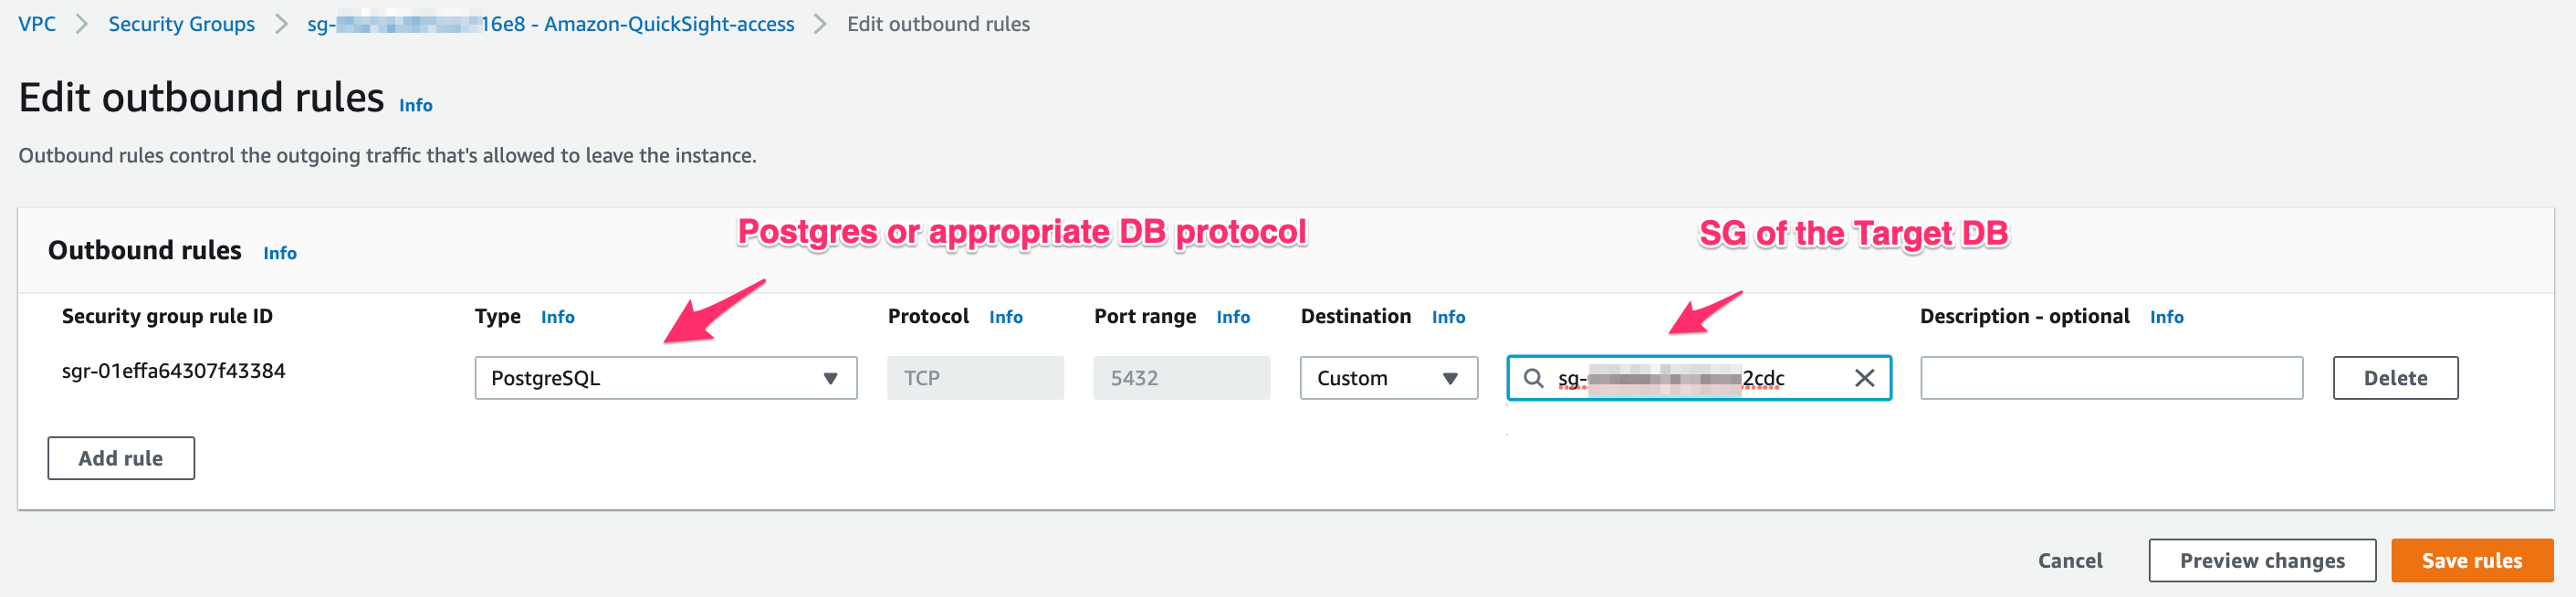 VPC > Security Groups > sg- 16e8 - Amazon-QuickSight-access > Edit outbound rules
Edit outbound rules Info
Outbound rules control the outgoing traffic that's allowed to leave the instance.
Postgres or appropriate DB protocol SG of the Target DB
Outbound rules Info
Security group rule ID Type Info Protocol Info Port range Info Destination Info Description - optional Info
sgr-01effa64307f43384 PostgreSQL TCP 5432 Custom sg- 2cdc Delete
Add rule
Cancel Preview changes Save rules